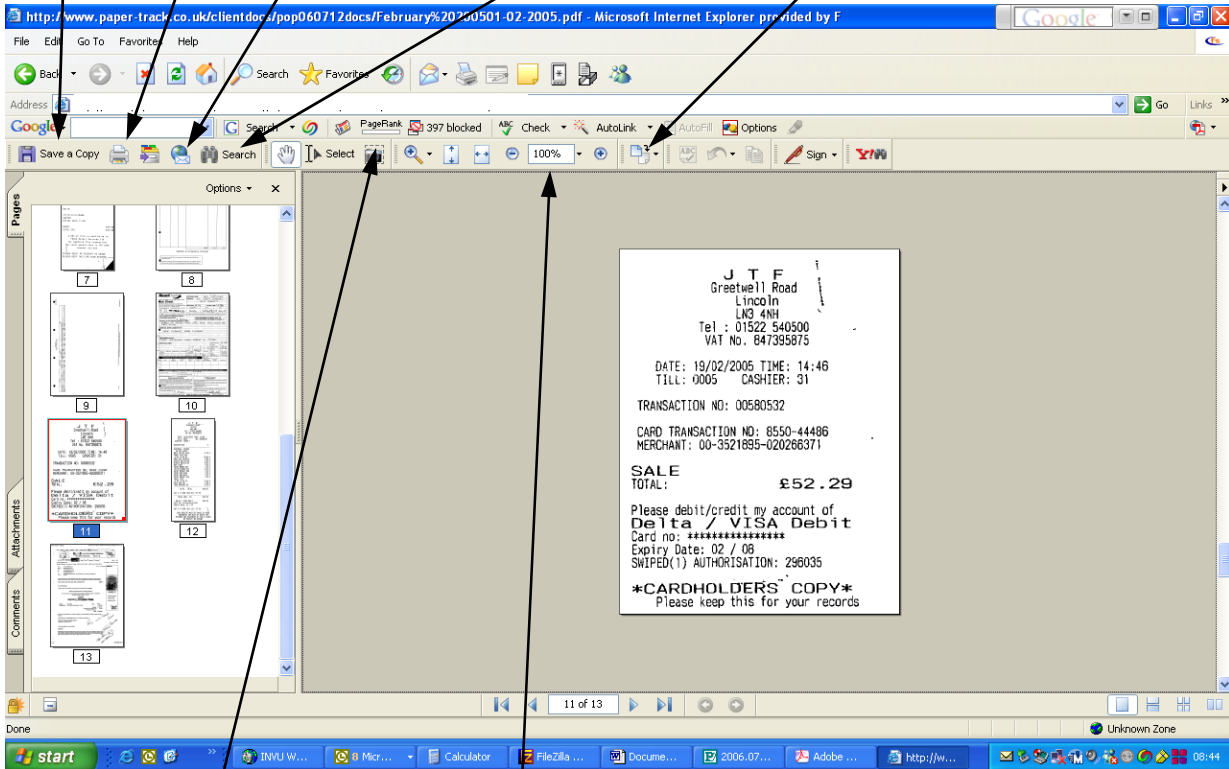 http://www.paper-track.co.uk/clientdocs/pop060712docs/February%20200501-02-2005.pdf - Microsoft Internet Explorer provided by F
Google
File Edit Go To Favorites Help
Back Search Favorites
Address Go Links »
Google Search PageRank 397 blocked ABC Check AutoLink AutoFill Options
Save a Copy Search Select 100% Sign Y!
Options x
Pages
7 8
9 10
11 12
13
Attachments
Comments
J T F
Greetwell Road
Lincoln
LN3 4NH
Tel : 01522 540500
VAT No. 847395875
DATE: 19/02/2005 TIME: 14:46
TILL: 0005 CASHIER: 31
TRANSACTION NO: 00580532
CARD TRANSACTION NO: 8550-44486
MERCHANT: 00-3521895-020266371
SALE
TOTAL: £52.29
Please debit/credit my account of
Delta / VISA Debit
Card no: ****************
Expiry Date: 02 / 06
SWIPED(1) AUTHORISATION: 296035
*CARDHOLDERS COPY*
Please keep this for your records
11 of 13
Done Unknown Zone
start » INVU W... 8 Micr... Calculator FileZilla ... Docume... 2006.07... Adobe ... http://w... 08:44